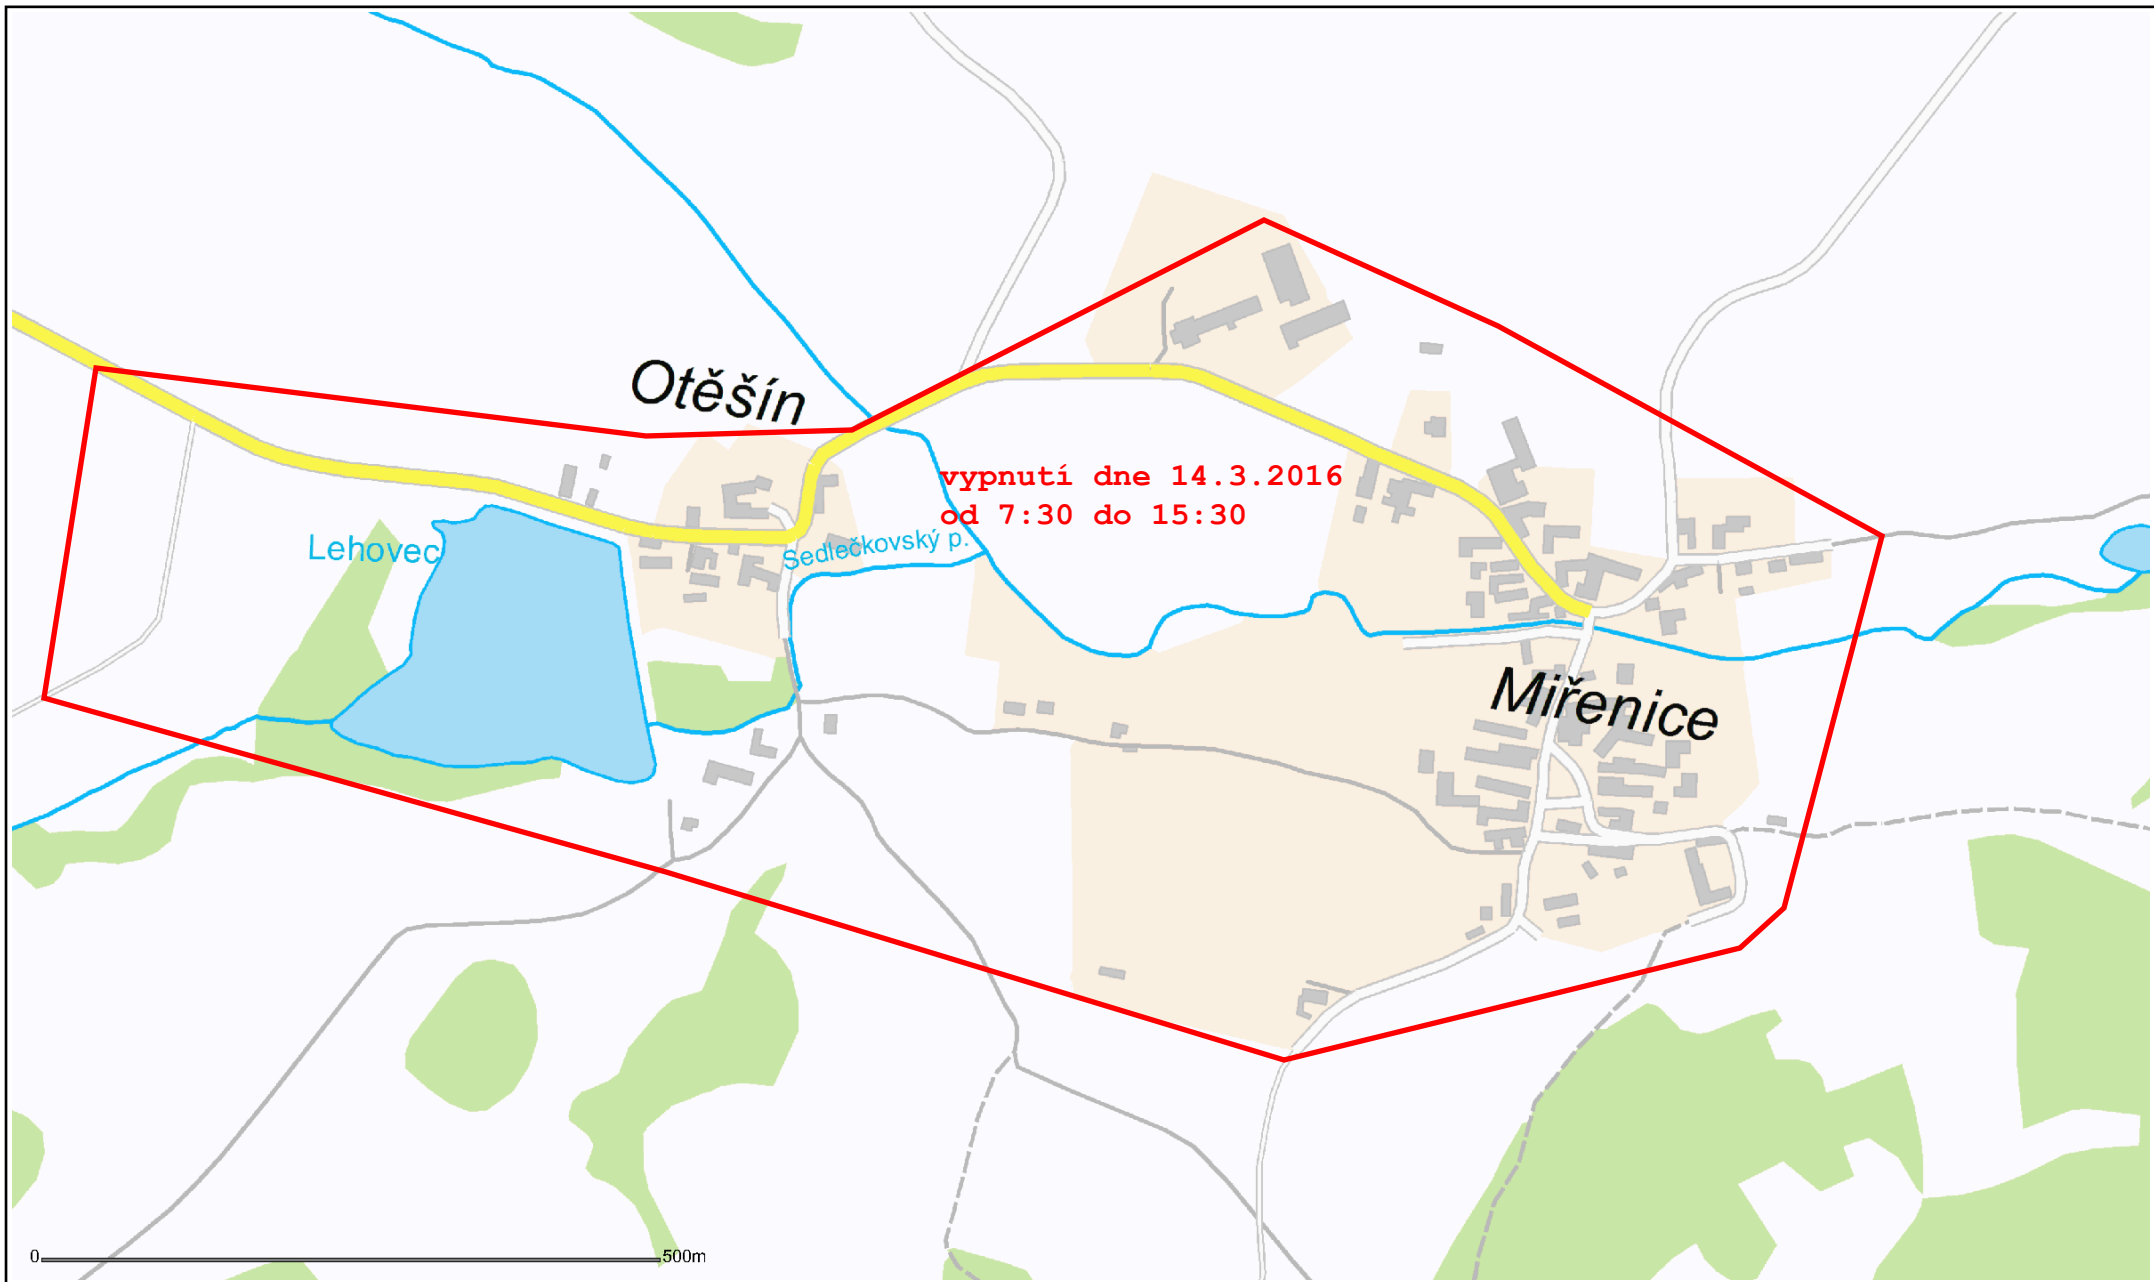 Otěšín
vypnutí dne 14.3.2016
od 7:30 do 15:30
Lehovec
Sedlečkovský p.
Miřenice
0 500m